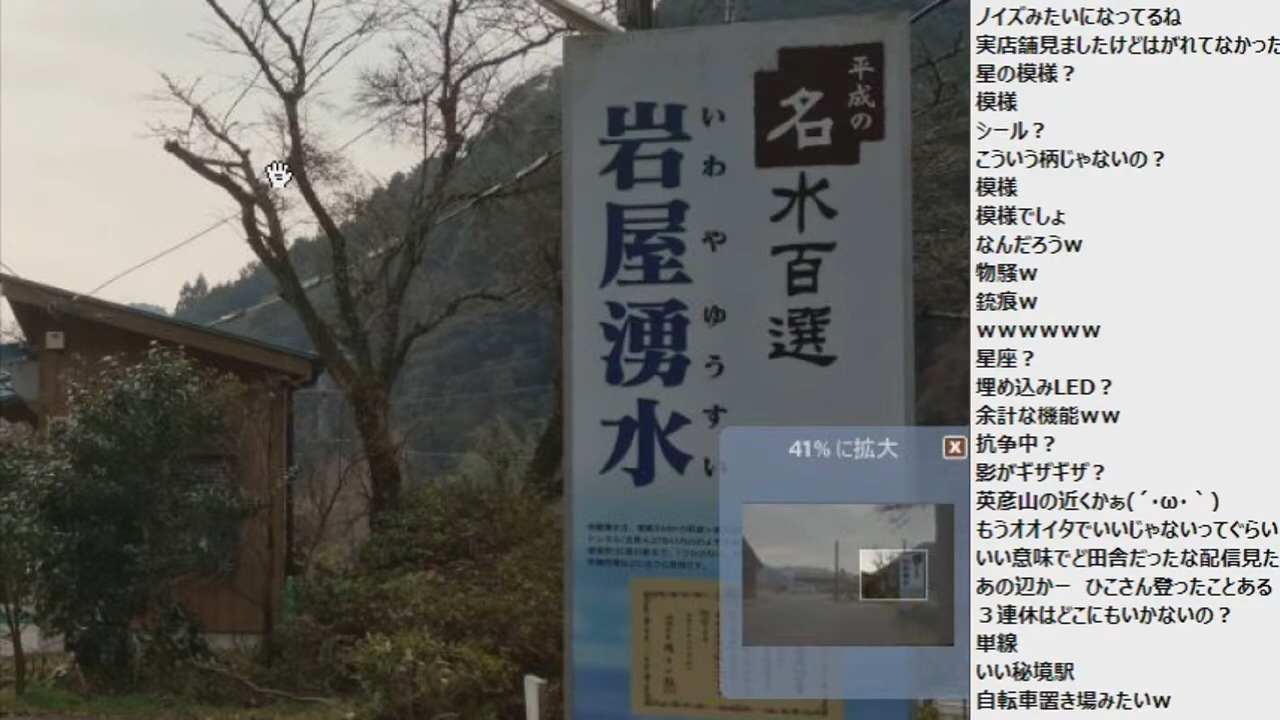 平成の
名水百選
岩屋湧水
いわやゆうすい
41% に拡大
ノイズみたいになってるね
実店舗見ましたけどはがれてなかった
星の模様？
模様
シール？
こういう柄じゃないの？
模様
模様でしょ
なんだろうw
物騒w
銃痕w
wwwwww
星座？
埋め込みLED？
余計な機能ww
抗争中？
影がギザギザ？
英彦山の近くかぁ(´･ω･｀)
もうオオイタでいいじゃないってぐらい
いい意味でど田舎だったな配信見た
あの辺かー ひこさん登ったことある
３連休はどこにもいかないの？
単線
いい秘境駅
自転車置き場みたいw